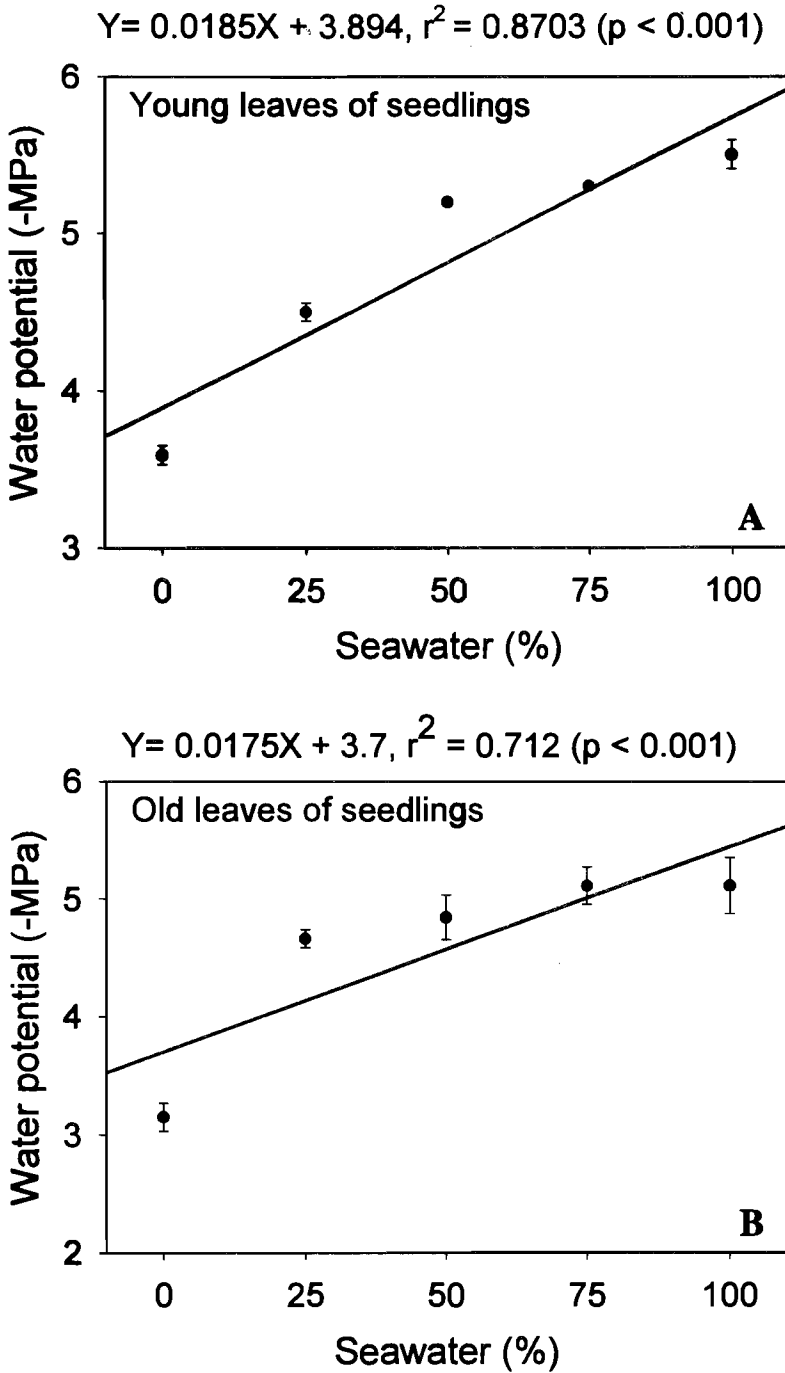 Y= 0.0185X + 3.894, r² = 0.8703 (p < 0.001)
6
Young leaves of seedlings
5
4
3
Water potential (-MPa)
A
0 25 50 75 100
Seawater (%)
Y= 0.0175X + 3.7, r² = 0.712 (p < 0.001)
6
Old leaves of seedlings
5
4
3
2
Water potential (-MPa)
B
0 25 50 75 100
Seawater (%)